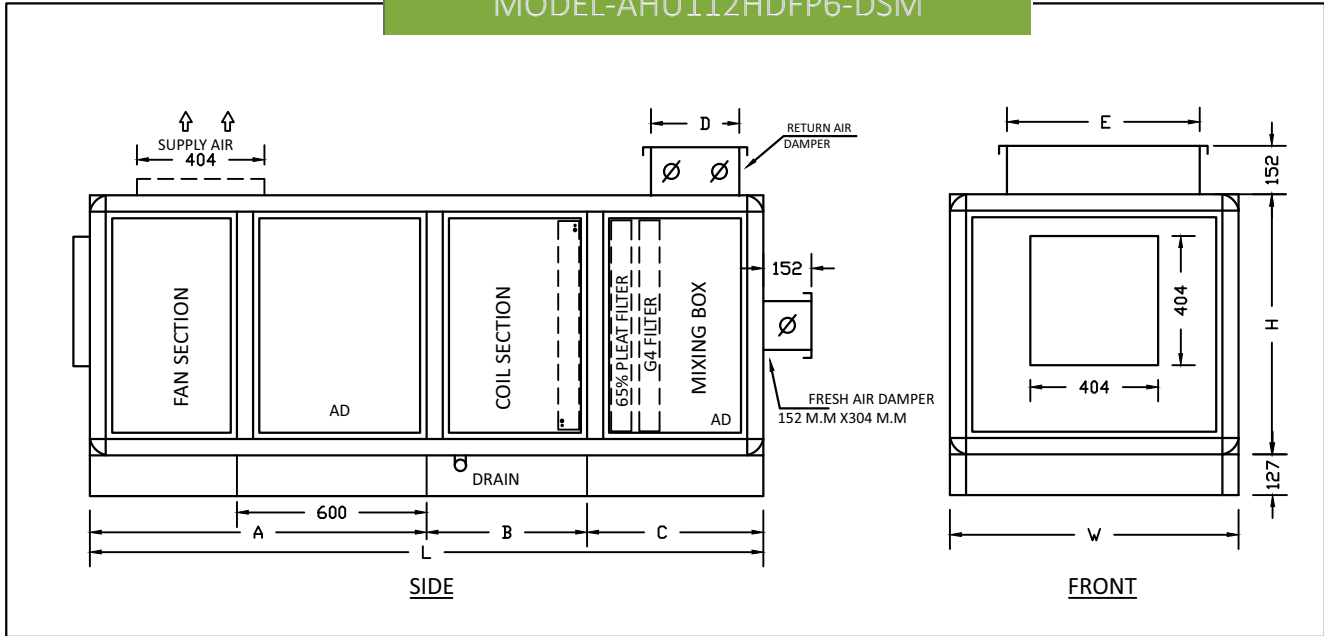 MODEL-AHU112HDFP6-DSM
SUPPLY AIR
404
D
RETURN AIR
DAMPER
E
152
FAN SECTION
AD
COIL SECTION
65% PLEAT FILTER
G4 FILTER
MIXING BOX
AD
152
FRESH AIR DAMPER
152 M.M X304 M.M
404
404
H
127
DRAIN
600
A
B
C
L
W
SIDE
FRONT